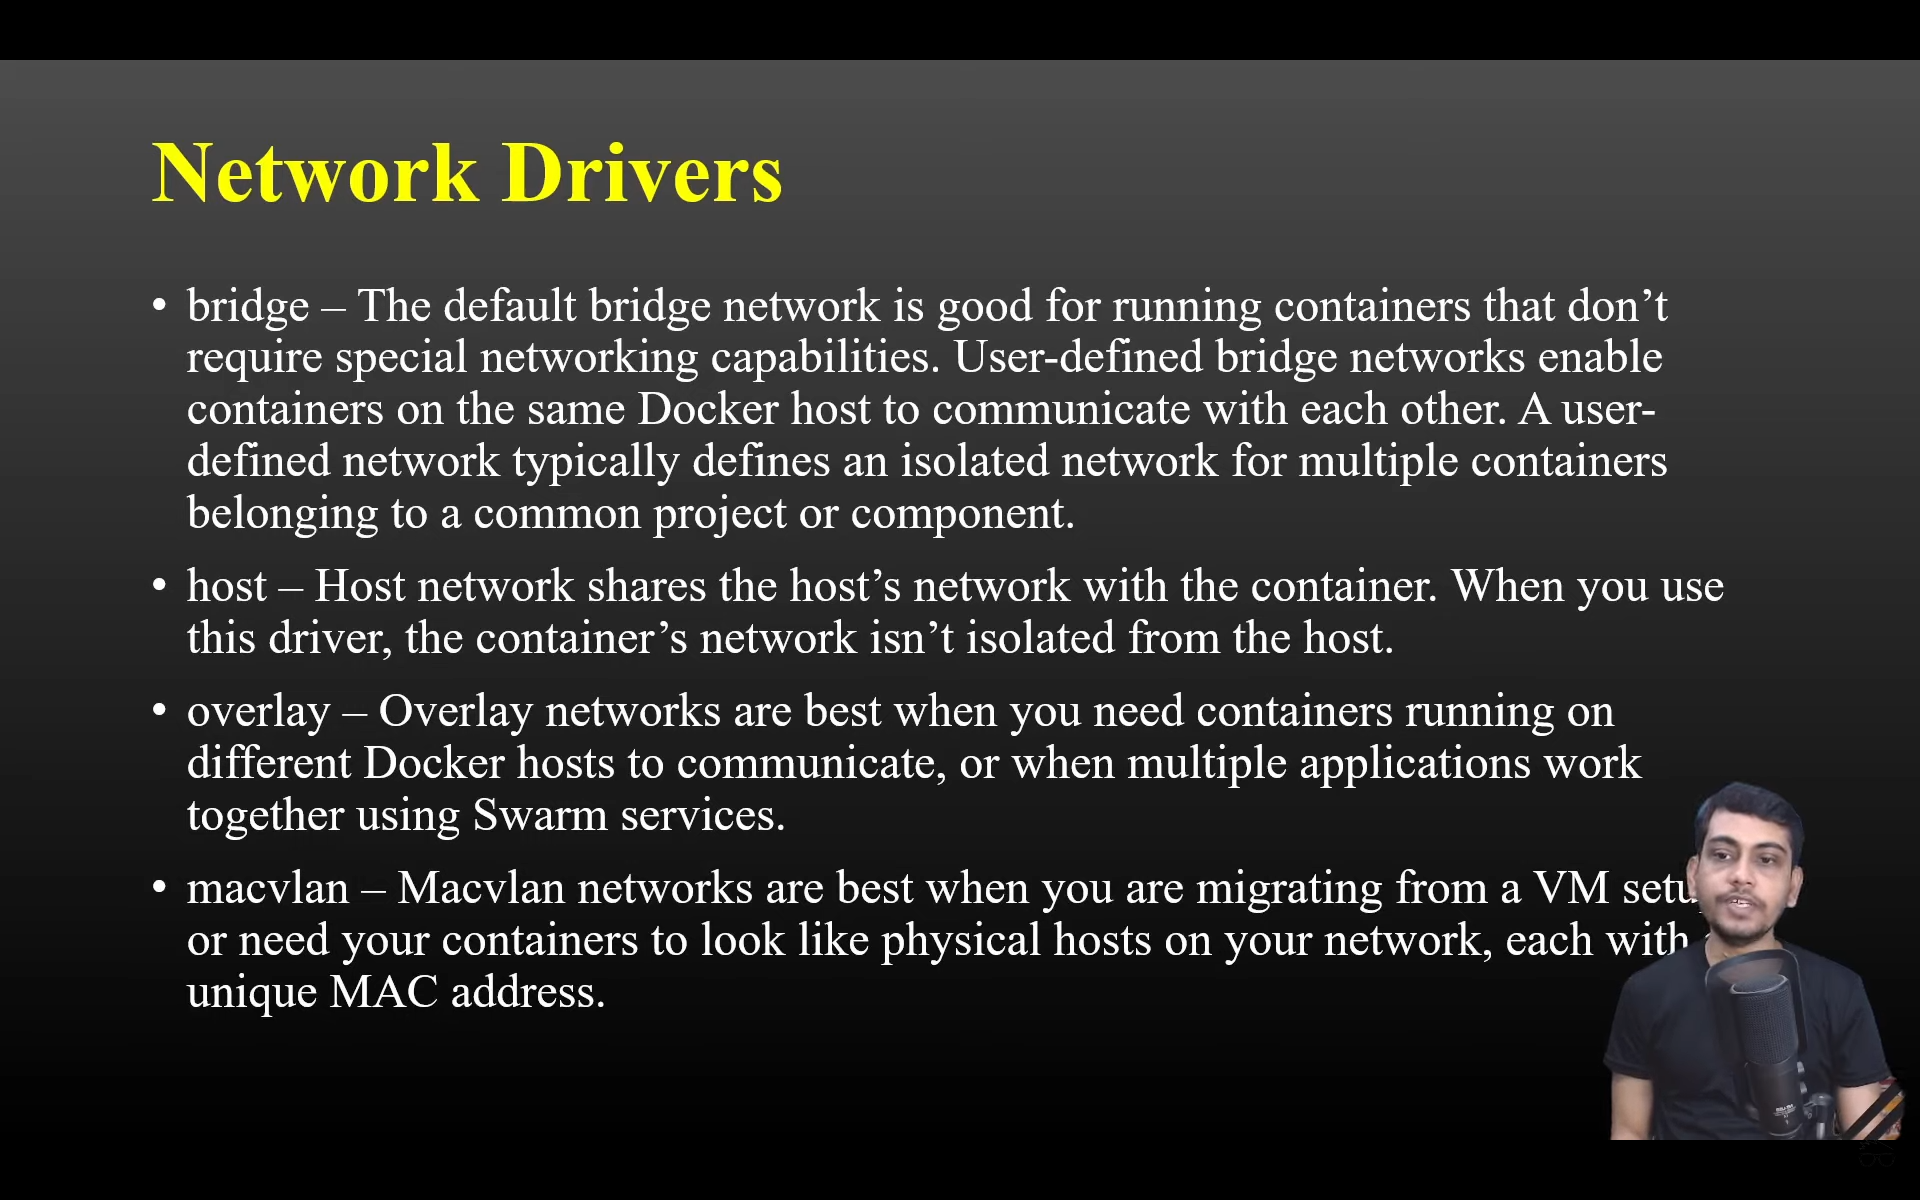 Network Drivers
• bridge – The default bridge network is good for running containers that don’t
require special networking capabilities. User-defined bridge networks enable
containers on the same Docker host to communicate with each other. A user-
defined network typically defines an isolated network for multiple containers
belonging to a common project or component.
• host – Host network shares the host’s network with the container. When you use
this driver, the container’s network isn’t isolated from the host.
• overlay – Overlay networks are best when you need containers running on
different Docker hosts to communicate, or when multiple applications work
together using Swarm services.
• macvlan – Macvlan networks are best when you are migrating from a VM
or need your containers to look like physical hosts on your network, each with
unique MAC address.